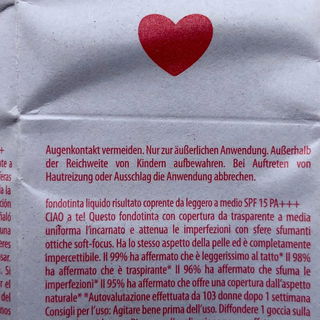 Augenkontakt vermeiden. Nur zur äußerlichen Anwendung. Außerhalb
der Reichweite von Kindern aufbewahren. Bei Auftreten von
Hautreizung oder Ausschlag die Anwendung abbrechen.
fondotinta liquido risultato coprente da leggero a medio SPF 15 PA+++
CIAO a te! Questo fondotinta con copertura da trasparente a media
uniforma l'incarnato e attenua le imperfezioni con sfere sfumanti
ottiche soft-focus. Ha lo stesso aspetto della pelle ed è completamente
impercettibile. Il 99% ha affermato che è leggerissimo al tatto* Il 98%
ha affermato che è traspirante* Il 96% ha affermato che sfuma le
imperfezioni* Il 95% ha affermato che offre una copertura dall'aspetto
naturale* *Autovalutazione effettuata da 103 donne dopo 1 settimana
Consigli per l'uso: Agitare bene prima dell'uso. Diffondere 1 goccia sulla